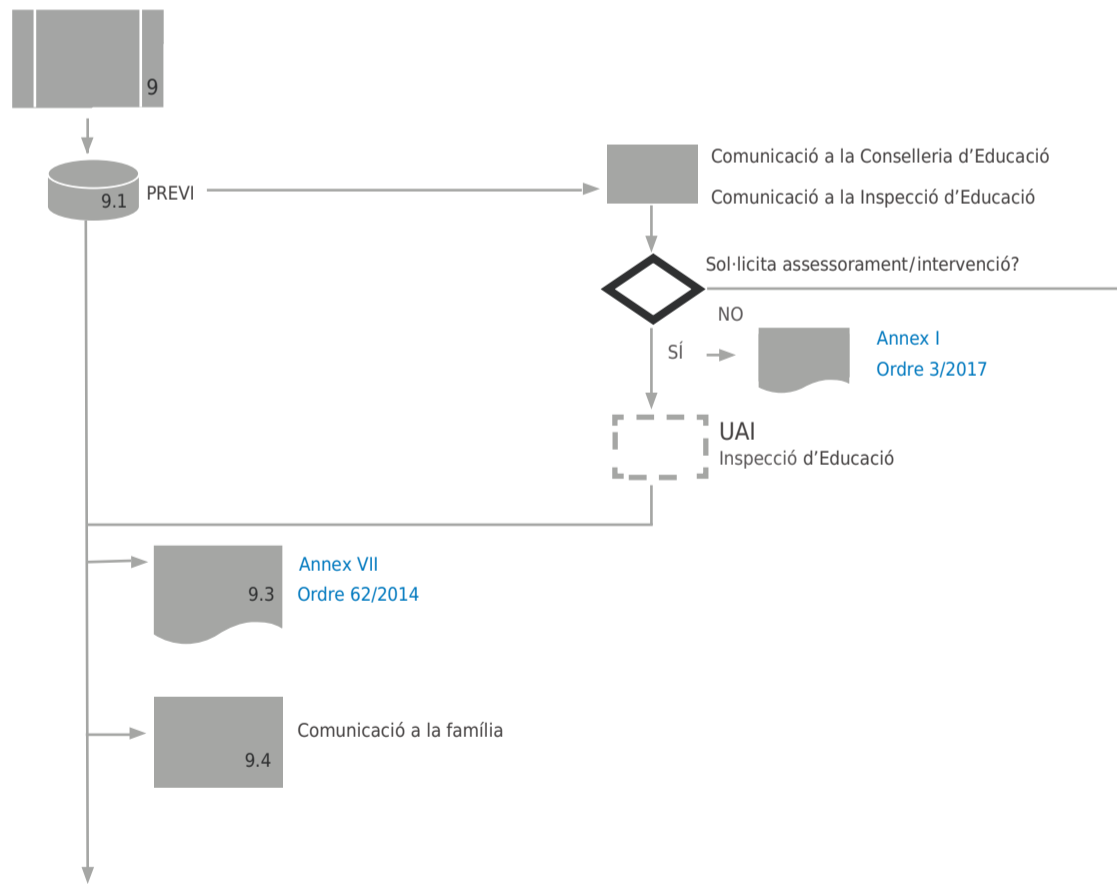 9
9.1
PREVI
Comunicació a la Conselleria d’Educació
Comunicació a la Inspecció d’Educació
Sol·licita assessorament/intervenció?
NO
SÍ
Annex I
Ordre 3/2017
UAI
Inspecció d’Educació
9.3
Annex VII
Ordre 62/2014
9.4
Comunicació a la família